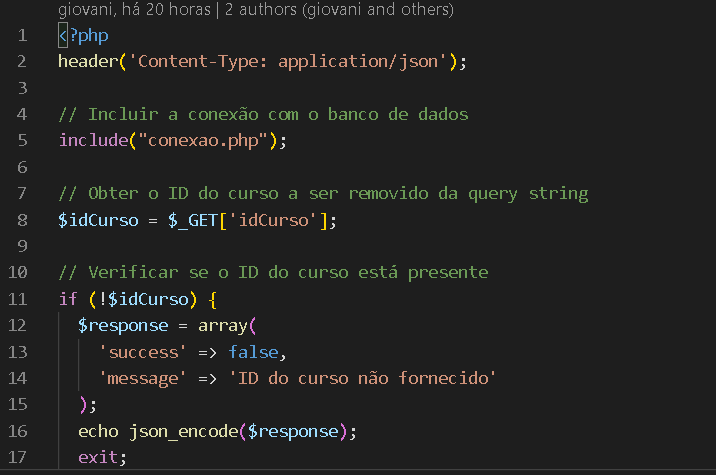 giovani, há 20 horas | 2 authors (giovani and others)
1 <?php
2 header('Content-Type: application/json');
3
4 // Incluir a conexão com o banco de dados
5 include("conexao.php");
6
7 // Obter o ID do curso a ser removido da query string
8 $idCurso = $_GET['idCurso'];
9
10 // Verificar se o ID do curso está presente
11 if (!$idCurso) {
12 $response = array(
13 'success' => false,
14 'message' => 'ID do curso não fornecido'
15 );
16 echo json_encode($response);
17 exit;